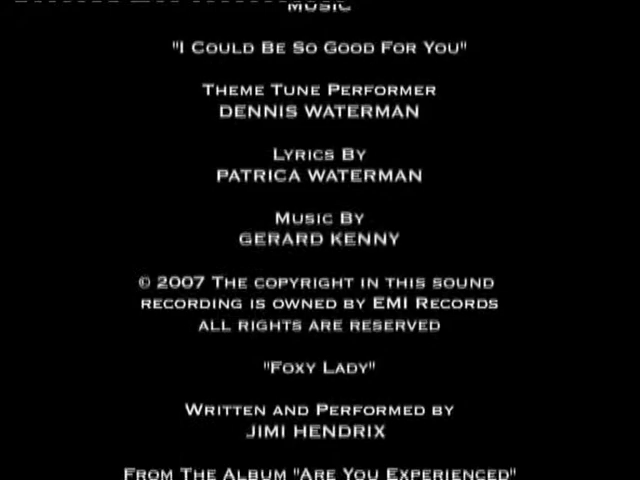 MUSIC
"I COULD BE SO GOOD FOR YOU"
THEME TUNE PERFORMER
DENNIS WATERMAN
LYRICS BY
PATRICA WATERMAN
MUSIC BY
GERARD KENNY
© 2007 THE COPYRIGHT IN THIS SOUND
RECORDING IS OWNED BY EMI RECORDS
ALL RIGHTS ARE RESERVED
"FOXY LADY"
WRITTEN AND PERFORMED BY
JIMI HENDRIX
FROM THE ALBUM "ARE YOU EXPERIENCED"